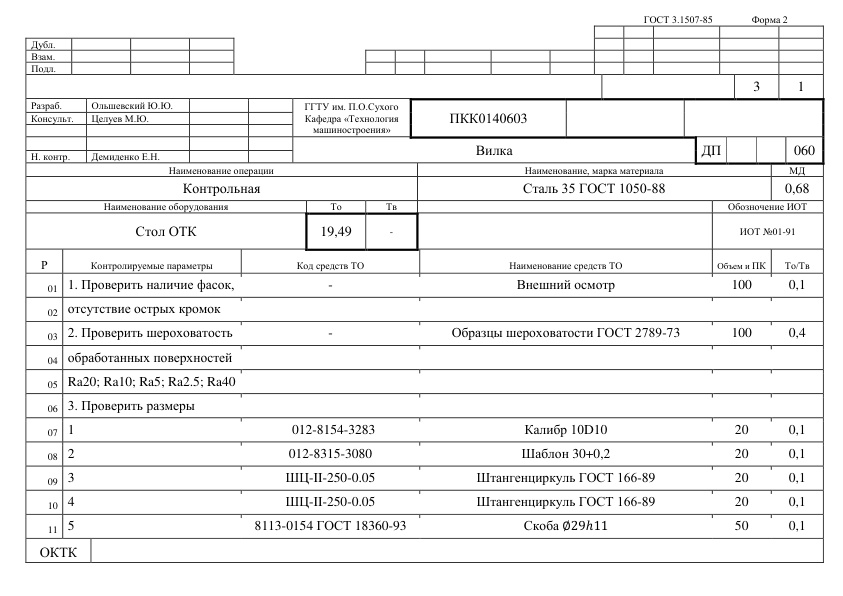 ГОСТ 3.1507-85 Форма 2
Дубл.
Взам.
Подл.
3 1
Разраб. Ольшевский Ю.Ю.
Консульт. Целуев М.Ю.
Н. контр. Демиденко Е.Н.
ГГТУ им. П.О.Сухого
Кафедра «Технология
машиностроения»
ПКК0140603
Вилка ДП 060
Наименование операции Наименование, марка материала МД
Контрольная Сталь 35 ГОСТ 1050-88 0,68
Наименование оборудования То Тв Обозначение ИОТ
Стол ОТК 19,49 - ИОТ №01-91
Р Контролируемые параметры Код средств ТО Наименование средств ТО Объем и ПК То/Тв
01 1. Проверить наличие фасок, - Внешний осмотр 100 0,1
02 отсутствие острых кромок
03 2. Проверить шероховатость - Образцы шероховатости ГОСТ 2789-73 100 0,4
04 обработанных поверхностей
05 Ra20; Ra10; Ra5; Ra2.5; Ra40
06 3. Проверить размеры
07 1 012-8154-3283 Калибр 10D10 20 0,1
08 2 012-8315-3080 Шаблон 30+0,2 20 0,1
09 3 ШЦ-II-250-0.05 Штангенциркуль ГОСТ 166-89 20 0,1
10 4 ШЦ-II-250-0.05 Штангенциркуль ГОСТ 166-89 20 0,1
11 5 8113-0154 ГОСТ 18360-93 Скоба Ø29h11 50 0,1
ОКТК